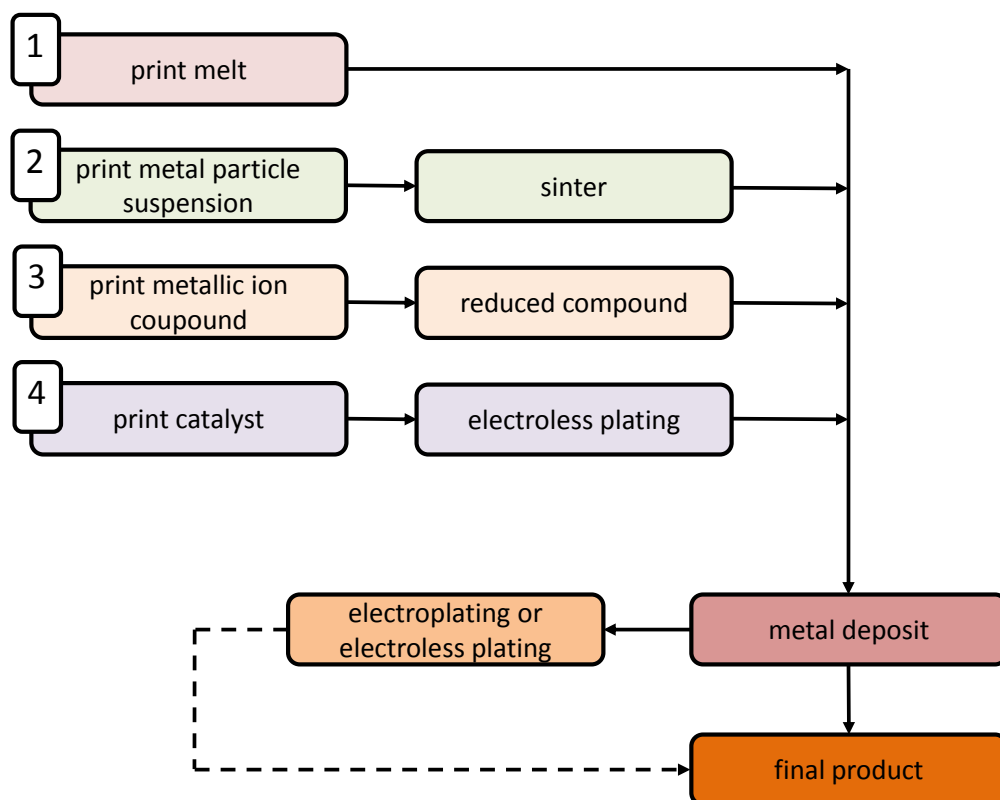 1
print melt
2
print metal particle
suspension
sinter
3
print metallic ion
coupound
reduced compound
4
print catalyst
electroless plating
electroplating or
electroless plating
metal deposit
final product